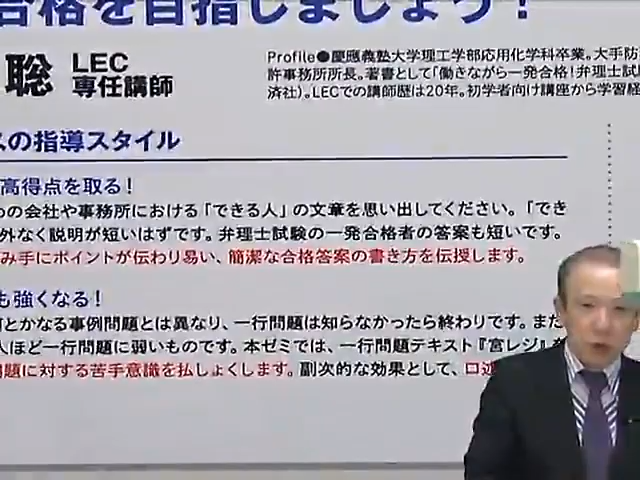 合格を目指しましょう!
聡 LEC
専任講師
Profile●慶應義塾大学理工学部応用化学科卒業。大手防
許事務所所長。著書として「働きながら一発合格!弁理士試
済社)。LECでの講師歴は20年。初学者向け講座から学習経
の指導スタイル
高得点を取る!
の会社や事務所における「できる人」の文章を思い出してください。「でき
外なく説明が短いはずです。弁理士試験の一発合格者の答案も短いです。
み手にポイントが伝わり易い、簡潔な合格答案の書き方を伝授します。
も強くなる!
とかなる事例問題とは異なり、一行問題は知らなかったら終わりです。また
人ほど一行問題に弱いものです。本ゼミでは、一行問題テキスト『宮レジ』を
題に対する苦手意識を払しょくします。副次的な効果として、口述